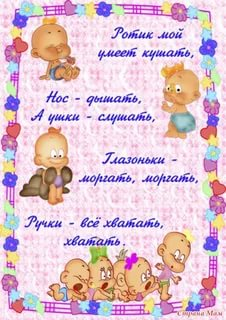 Ротик мой
умеет кушать,
Нос - дышать,
А ушки - слушать,
Глазоньки -
моргать, моргать,
Ручки - всё хватать,
хватать.
Страна Мам